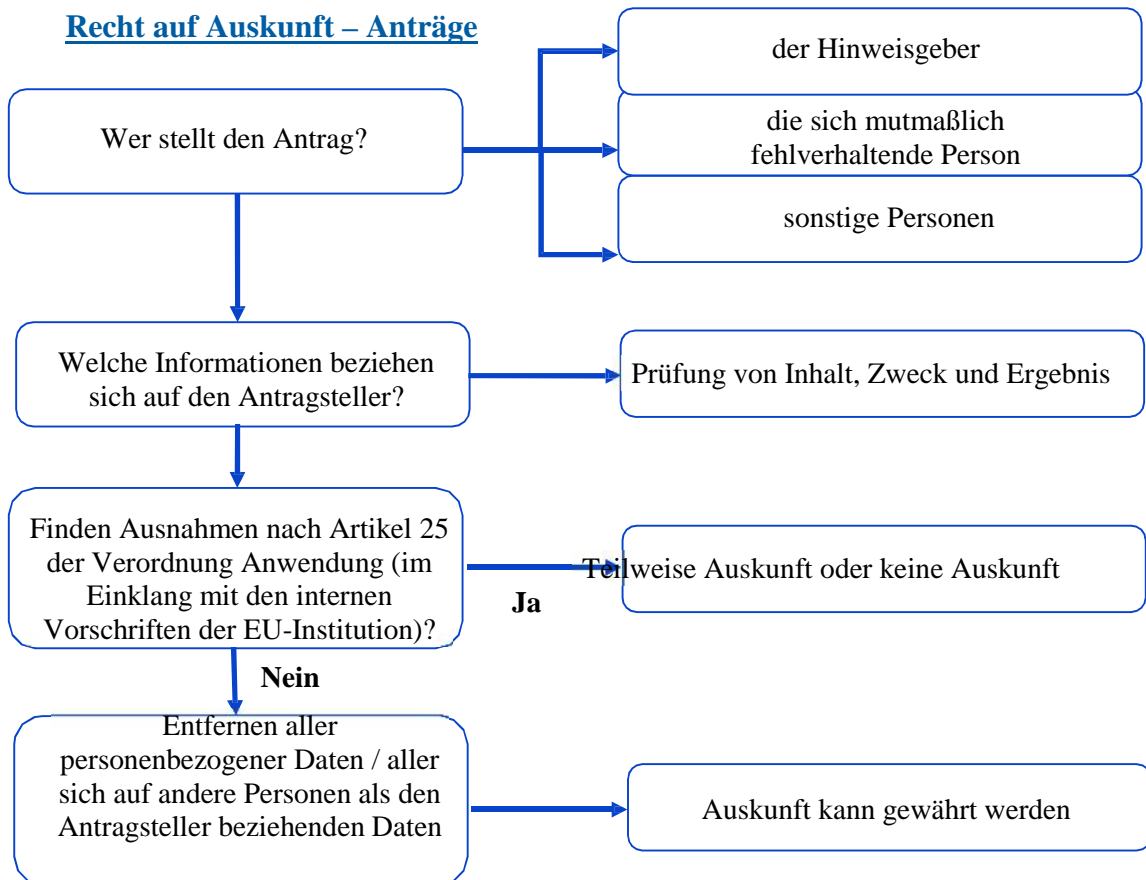 Recht auf Auskunft – Anträge
der Hinweisgeber
Wer stellt den Antrag?
die sich mutmaßlich
fehlverhaltende Person
sonstige Personen
Welche Informationen beziehen
sich auf den Antragsteller?
Prüfung von Inhalt, Zweck und Ergebnis
Finden Ausnahmen nach Artikel 25
der Verordnung Anwendung (im
Einklang mit den internen
Vorschriften der EU-Institution)?
Teilweise Auskunft oder keine Auskunft
Ja
Nein
Entfernen aller
personenbezogener Daten / aller
sich auf andere Personen als den
Antragsteller beziehenden Daten
Auskunft kann gewährt werden